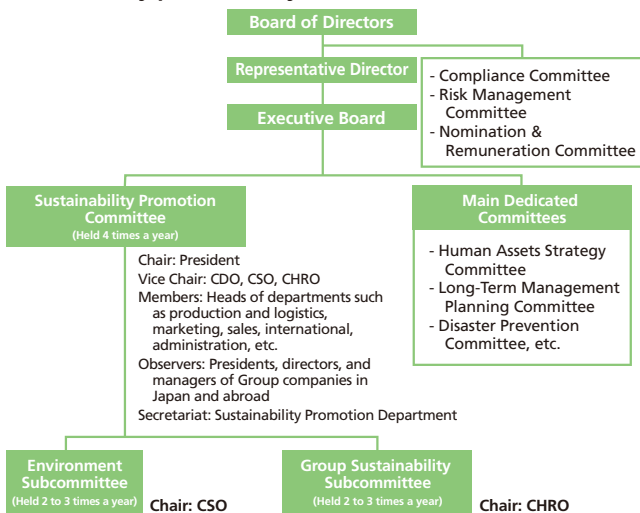 Board of Directors
Representative Director
Executive Board
- Compliance Committee
- Risk Management
Committee
- Nomination &
Remuneration Committee
Sustainability Promotion
Committee
(Held 4 times a year)
Chair: President
Vice Chair: CDO, CSO, CHRO
Members: Heads of departments such
as production and logistics,
marketing, sales, international,
administration, etc.
Observers: Presidents, directors, and
managers of Group companies in
Japan and abroad
Secretariat: Sustainability Promotion Department
Main Dedicated
Committees
- Human Assets Strategy
Committee
- Long-Term Management
Planning Committee
- Disaster Prevention
Committee, etc.
Environment
Subcommittee
(Held 2 to 3 times a year)
Chair: CSO
Group Sustainability
Subcommittee
(Held 2 to 3 times a year)
Chair: CHRO